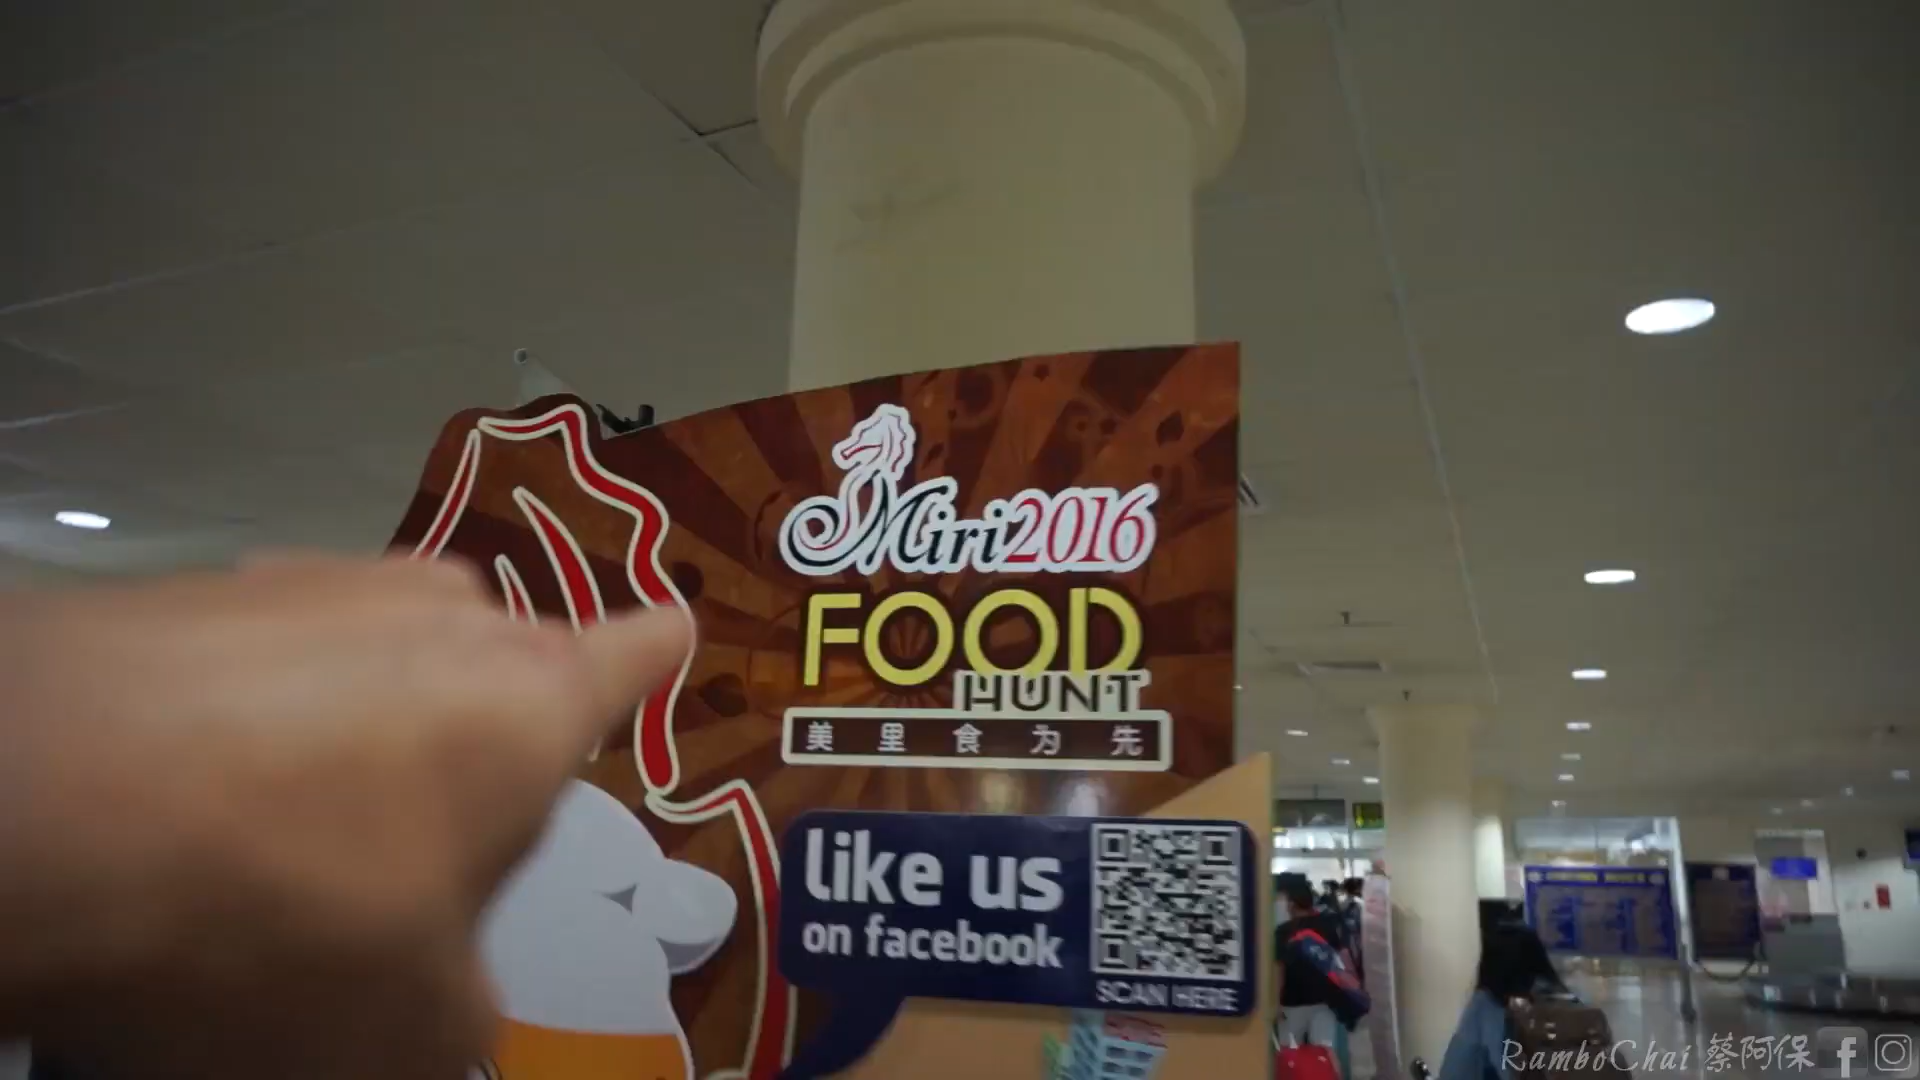 Miri2016
FOOD
HUNT
美里食为先
like us
on facebook
SCAN HERE
RamboChai 蔡阿保